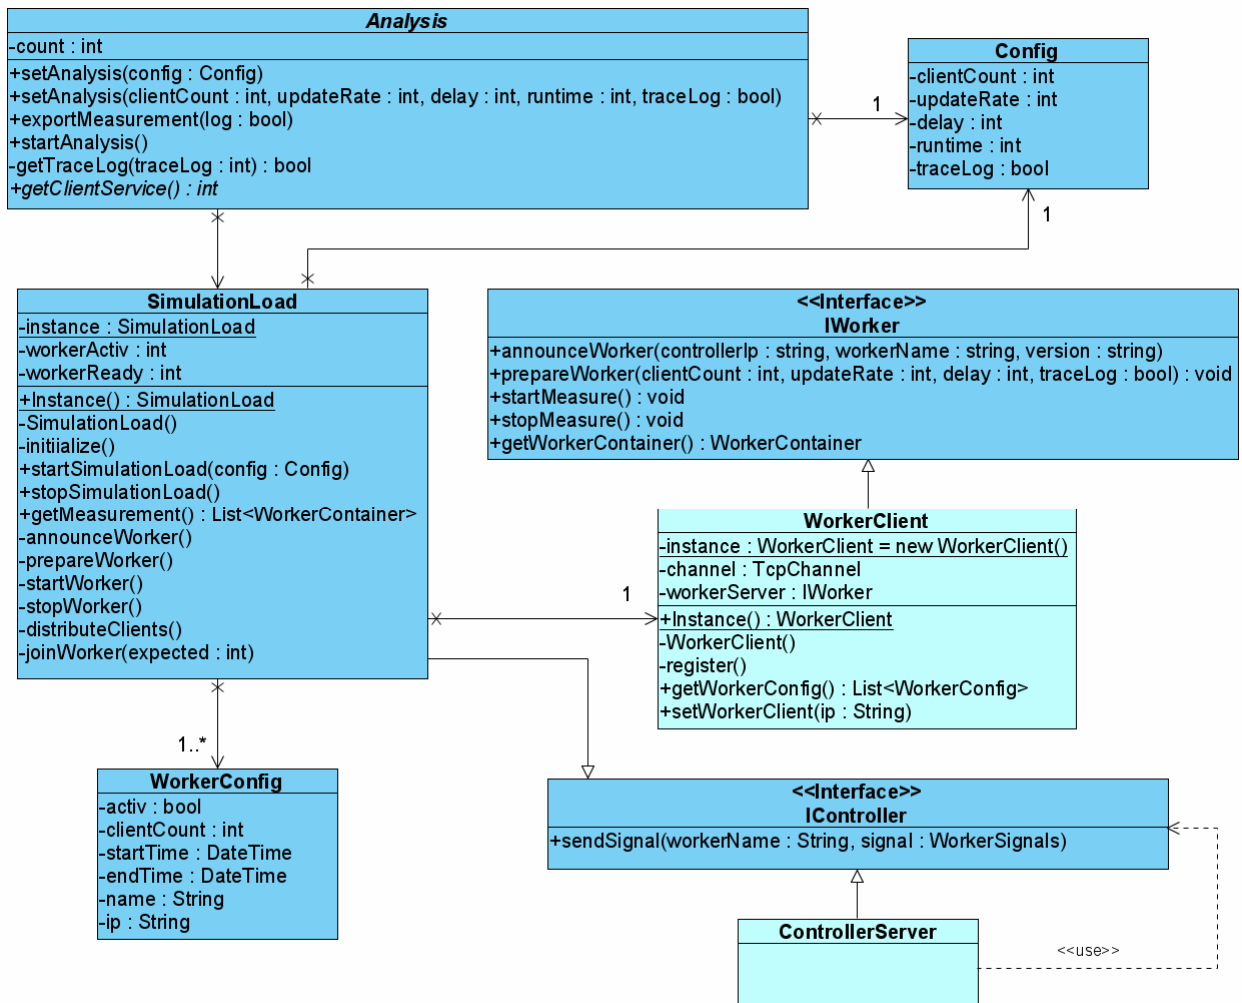 Analysis
-count : int
+setAnalysis(config : Config)
+setAnalysis(clientCount : int, updateRate : int, delay : int, runtime : int, traceLog : bool)
+exportMeasurement(log : bool)
+startAnalysis()
-getTraceLog(traceLog : int) : bool
+getClientService() : int
1
Config
-clientCount : int
-updateRate : int
-delay : int
-runtime : int
-traceLog : bool
1
SimulationLoad
-instance : SimulationLoad
-workerActiv : int
-workerReady : int
+Instance() : SimulationLoad
-SimulationLoad()
-initiialize()
+startSimulationLoad(config : Config)
+stopSimulationLoad()
+getMeasurement() : List<WorkerContainer>
-announceWorker()
-prepareWorker()
-startWorker()
-stopWorker()
-distributeClients()
-joinWorker(expected : int)
<<Interface>>
IWorker
+announceWorker(controllerIp : string, workerName : string, version : string)
+prepareWorker(clientCount : int, updateRate : int, delay : int, traceLog : bool) : void
+startMeasure() : void
+stopMeasure() : void
+getWorkerContainer() : WorkerContainer
WorkerClient
-instance : WorkerClient = new WorkerClient()
-channel : TcpChannel
-workerServer : IWorker
+Instance() : WorkerClient
-WorkerClient()
-register()
+getWorkerConfig() : List<WorkerConfig>
+setWorkerClient(ip : String)
1
1..*
WorkerConfig
-activ : bool
-clientCount : int
-startTime : DateTime
-endTime : DateTime
-name : String
-ip : String
<<Interface>>
IController
+sendSignal(workerName : String, signal : WorkerSignals)
ControllerServer
<<use>>